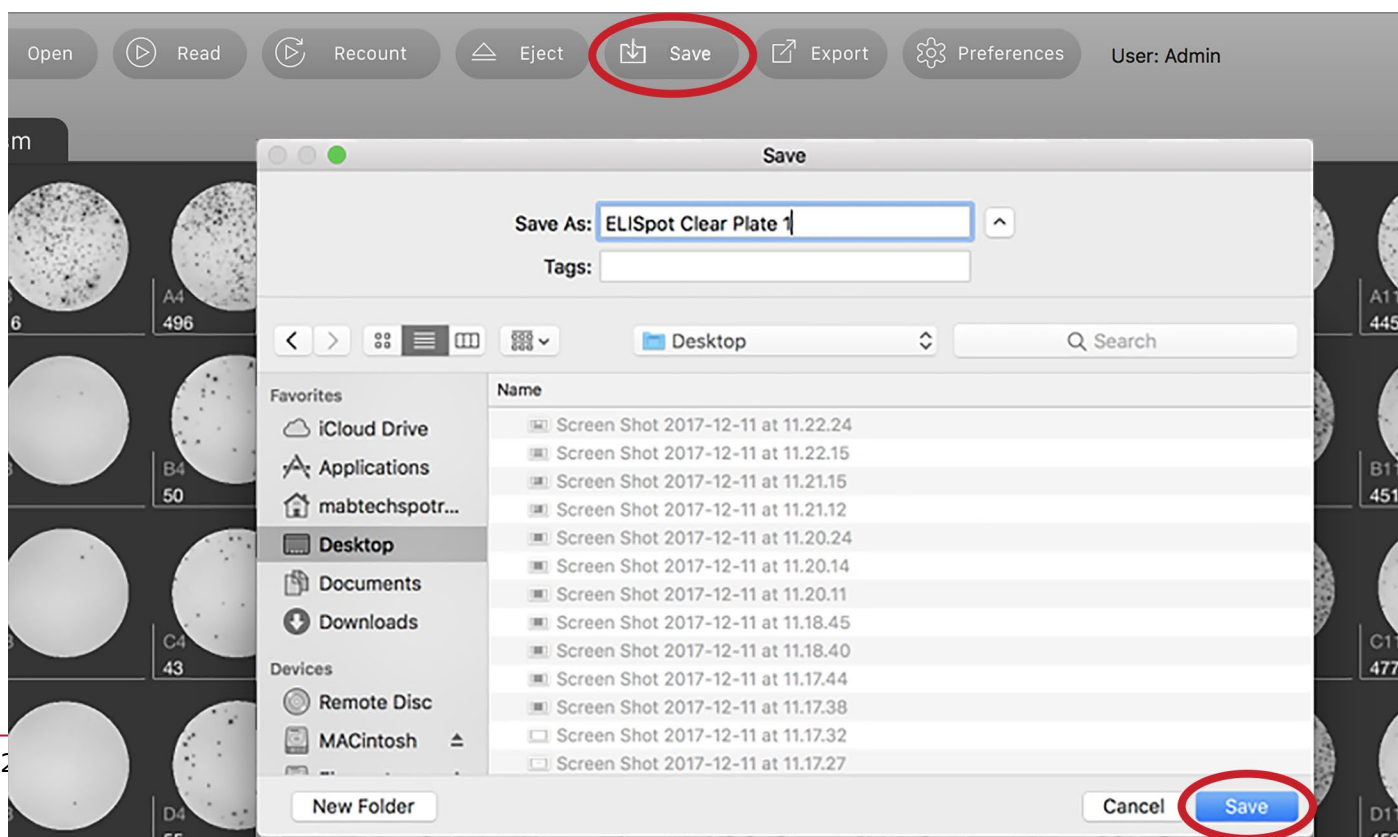 Open Read Recount Eject Save Export Preferences User: Admin
Save
Save As: ELISpot Clear Plate 1
Tags:
A4
496
6
A11
445
Desktop
Search
Favorites
Name
iCloud Drive
Applications
mabtechspotr...
Desktop
Documents
Downloads
Devices
Remote Disc
MACintosh
Screen Shot 2017-12-11 at 11.22.24
Screen Shot 2017-12-11 at 11.22.15
Screen Shot 2017-12-11 at 11.21.15
Screen Shot 2017-12-11 at 11.21.12
Screen Shot 2017-12-11 at 11.20.24
Screen Shot 2017-12-11 at 11.20.14
Screen Shot 2017-12-11 at 11.20.11
Screen Shot 2017-12-11 at 11.18.45
Screen Shot 2017-12-11 at 11.18.40
Screen Shot 2017-12-11 at 11.17.44
Screen Shot 2017-12-11 at 11.17.38
Screen Shot 2017-12-11 at 11.17.32
Screen Shot 2017-12-11 at 11.17.27
B4
50
B11
451
C4
43
C11
477
D4
D11
New Folder
Cancel
Save